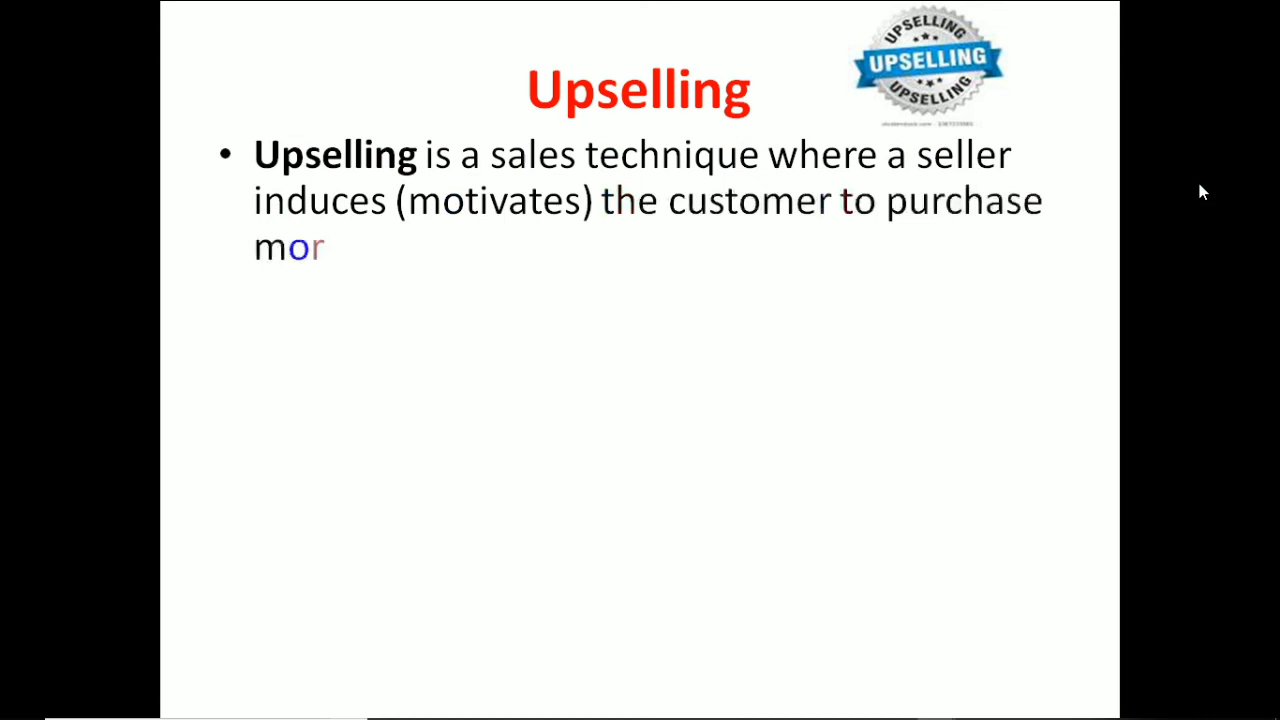 UPSELLING
UPSELLING
UPSELLING
Upselling
• Upselling is a sales technique where a seller
induces (motivates) the customer to purchase
mor